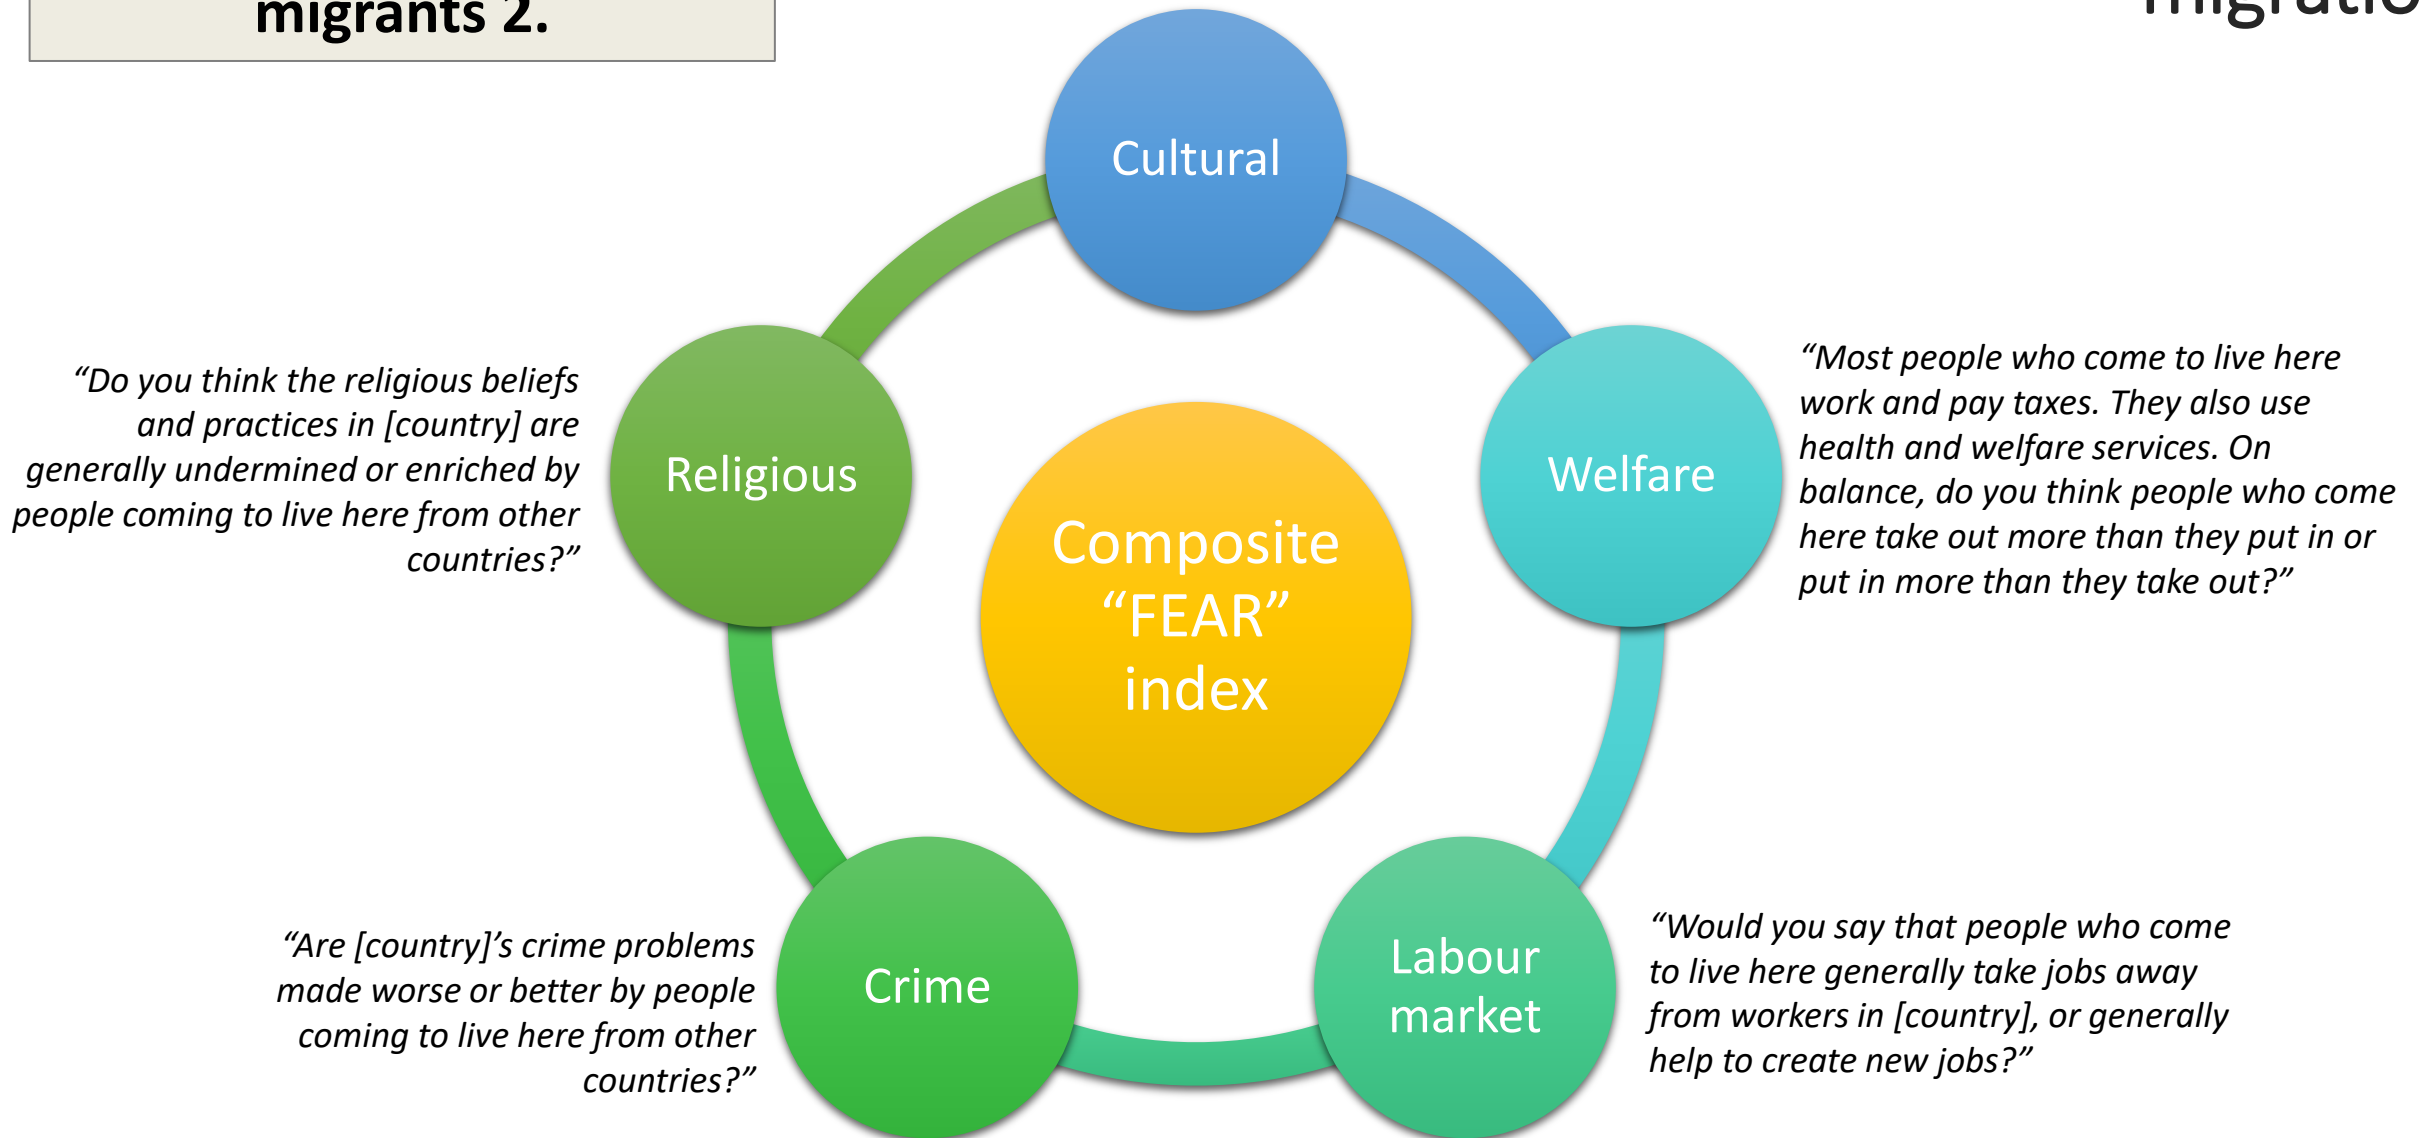 migrants 2.
Cultural
“Do you think the religious beliefs
and practices in [country] are
generally undermined or enriched by
people coming to live here from other
countries?”
Religious
Welfare
“Most people who come to live here
work and pay taxes. They also use
health and welfare services. On
balance, do you think people who come
here take out more than they put in or
put in more than they take out?”
Composite
“FEAR”
index
“Are [country]’s crime problems
made worse or better by people
coming to live here from other
countries?”
Crime
Labour
market
“Would you say that people who come
to live here generally take jobs away
from workers in [country], or generally
help to create new jobs?”